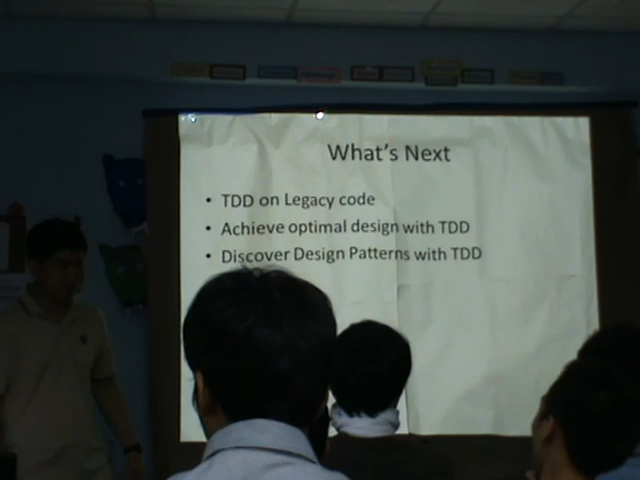 What's Next
• TDD on Legacy code
• Achieve optimal design with TDD
• Discover Design Patterns with TDD